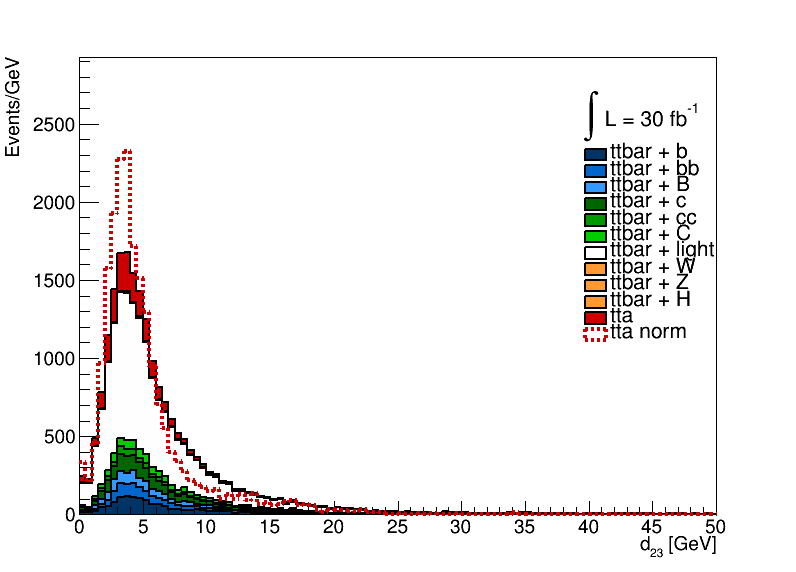 Events/GeV
2500
2000
1500
1000
500
0
∫ L = 30 fb⁻¹
ttbar + b
ttbar + bb
ttbar + B
ttbar + c
ttbar + cc
ttbar + C
ttbar + light
ttbar + W
ttbar + Z
ttbar + H
tta
tta norm
0 5 10 15 20 25 30 35 40 45 50
d₂₃ [GeV]